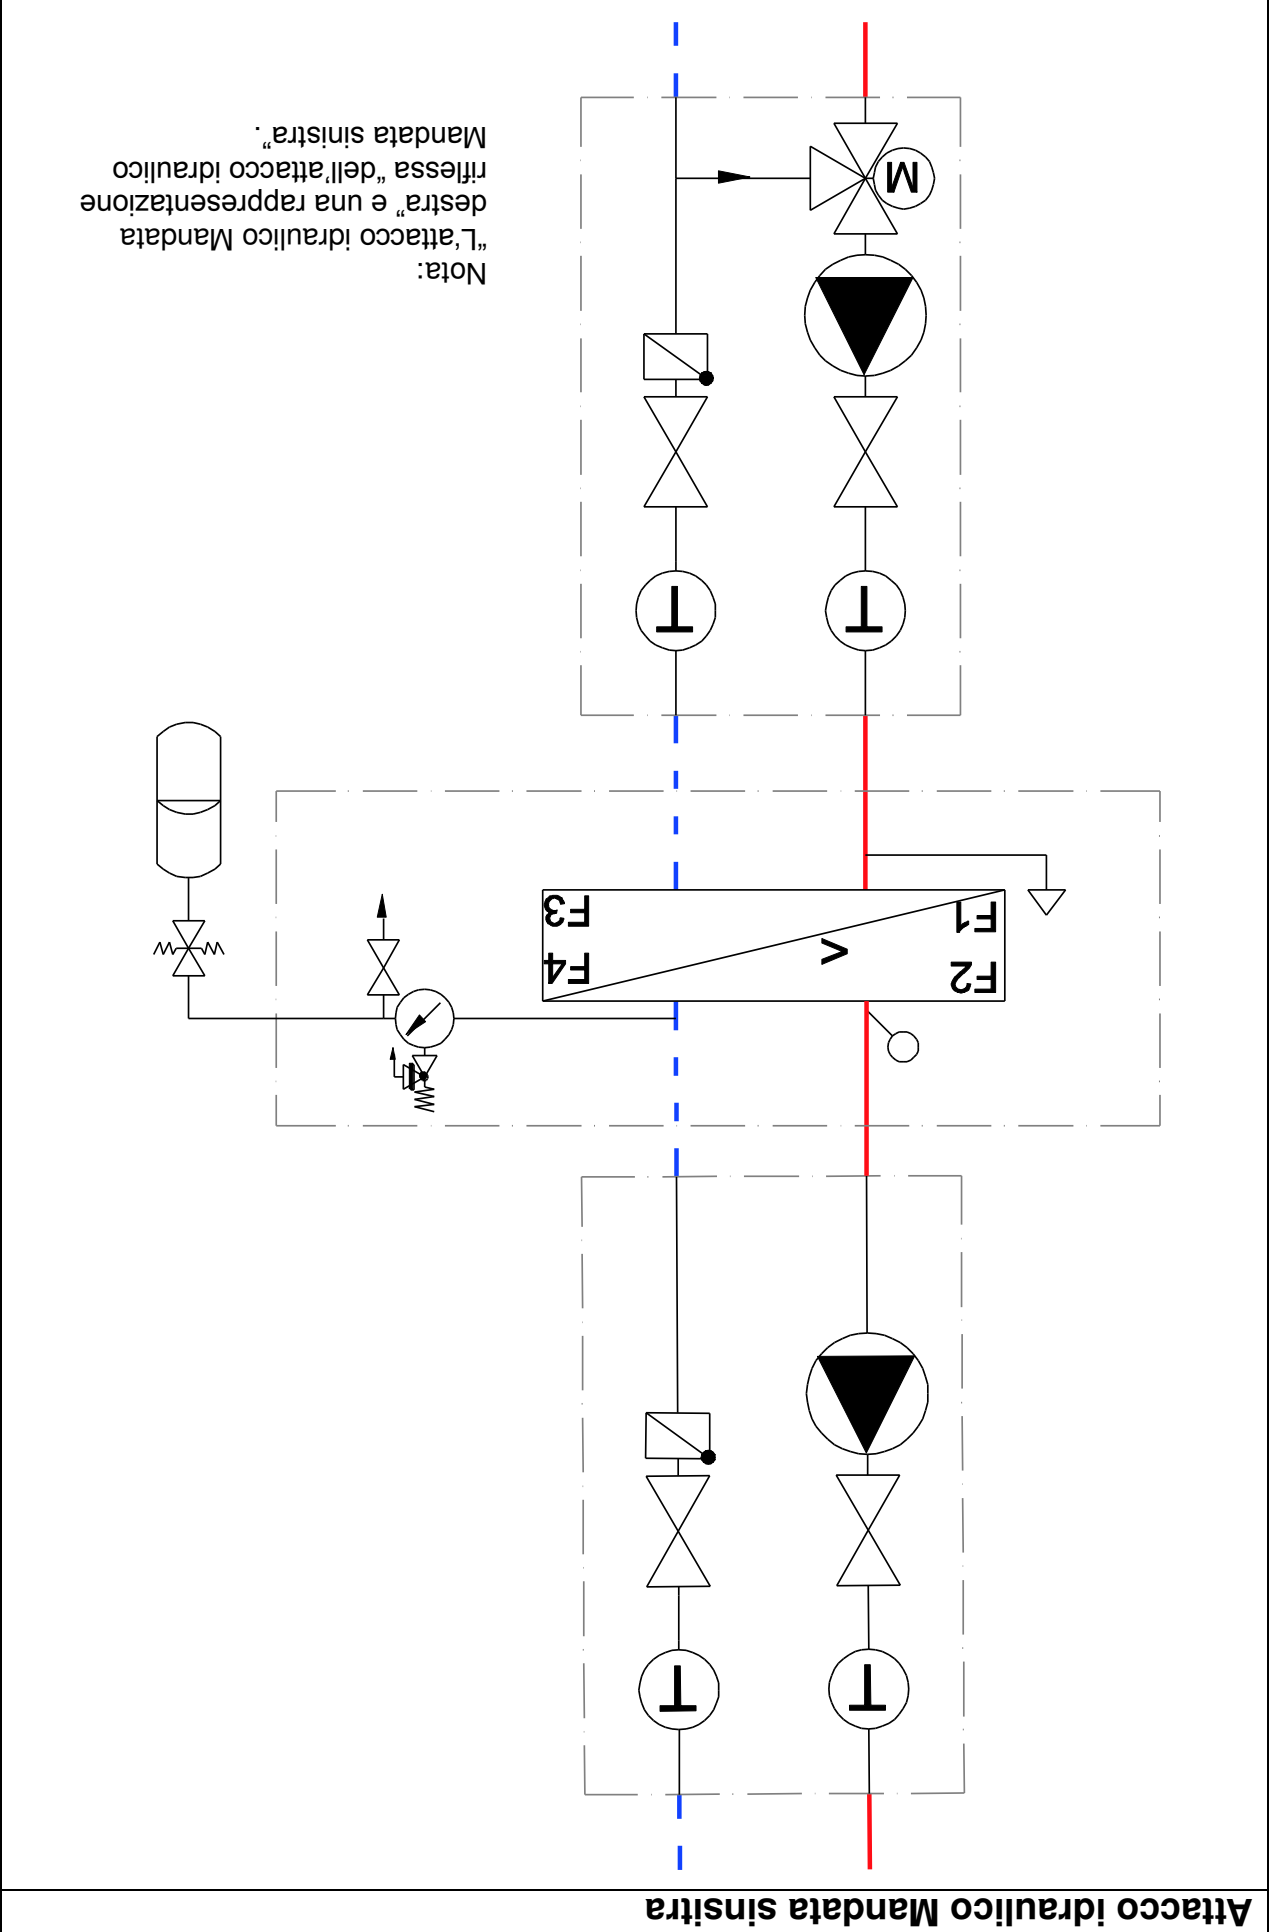 Attacco idraulico Mandata sinsitra
T T
F2 F4
>
F1 F3
T T
M
Nota:
"L'attacco idraulico Mandata
destra" e una rappresentazione
riflessa "dell'attacco idraulico
Mandata sinistra".